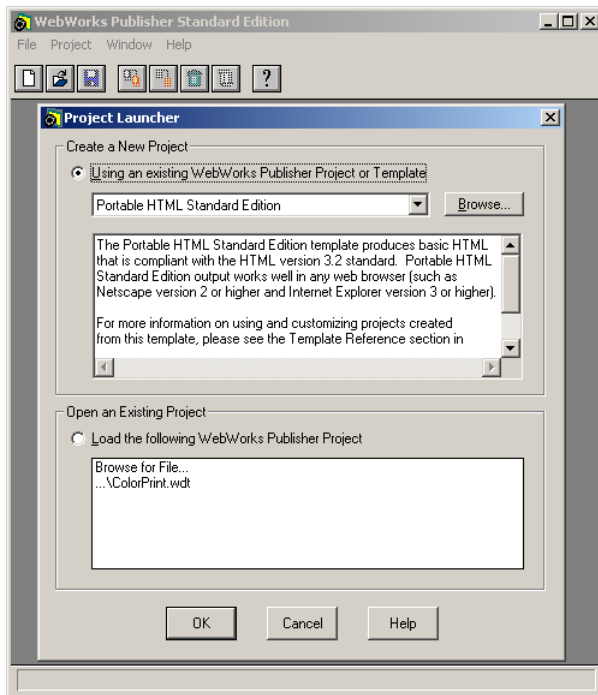 WebWorks Publisher Standard Edition
File Project Window Help
?
Project Launcher
Create a New Project
Using an existing WebWorks Publisher Project or Template
Portable HTML Standard Edition
Browse...
The Portable HTML Standard Edition template produces basic HTML
that is compliant with the HTML version 3.2 standard.  Portable HTML
Standard Edition output works well in any web browser (such as
Netscape version 2 or higher and Internet Explorer version 3 or higher).
For more information on using and customizing projects created
from this template, please see the Template Reference section in
Open an Existing Project
Load the following WebWorks Publisher Project
Browse for File...
...\ColorPrint.wdt
OK Cancel Help